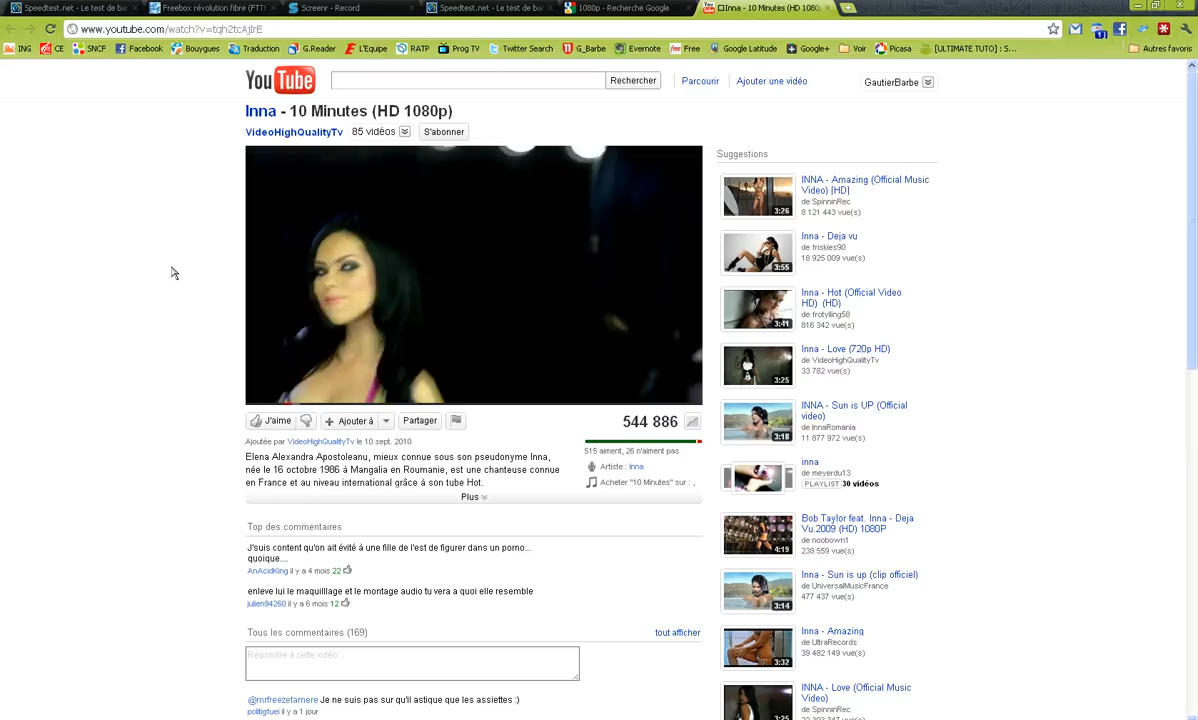 Speedtest.net - Le test de ba
Freebox révolution fibre (FTT
Screenr - Record
Speedtest.net - Le test de bar
1080p - Recherche Google
Inna - 10 Minutes (HD 1080
www.youtube.com/watch?v=tqh2tcAjIrE
ING
CE
SNCF
Facebook
Bouygues
Traduction
G.Reader
L'Equipe
RATP
Prog TV
Twitter Search
G_Barbe
Evernote
Free
Google Latitude
Google+
Voir
Picasa
[ULTIMATE TUTO] : S...
Autres favoris
YouTube
Rechercher
Parcourir
Ajouter une vidéo
GautierBarbe
Inna - 10 Minutes (HD 1080p)
VideoHighQualityTv 85 vidéos
S'abonner
J'aime
Ajouter à
Partager
544 886
Ajoutée par VideoHighQualityTv le 10 sept. 2010
Elena Alexandra Apostoleanu, mieux connue sous son pseudonyme Inna,
née le 16 octobre 1986 à Mangalia en Roumanie, est une chanteuse connue
en France et au niveau international grâce à son tube Hot.
515 aiment, 26 n'aiment pas
Artiste : Inna
Acheter "10 Minutes" sur : ,
Plus
Top des commentaires
J'suis content qu'on ait évité à une fille de l'est de figurer dans un porno...
quoique....
AnAcidKing il y a 4 mois 22
enleve lui le maquilllage et le montage audio tu vera a quoi elle resemble
julien94260 il y a 6 mois 12
Tous les commentaires (169)
tout afficher
Répondre à cette vidéo...
@mrfreezetamere Je ne suis pas sur qu'il astique que les assiettes :)
politigfuei il y a 1 jour
Suggestions
3:26
INNA - Amazing (Official Music
Video) [HD]
de SpinninRec
8 121 443 vue(s)
3:55
Inna - Deja vu
de friskies90
18 925 009 vue(s)
3:41
Inna - Hot (Official Video
HD) (HD)
de frotylling58
816 342 vue(s)
3:25
Inna - Love (720p HD)
de VideoHighQualityTv
33 782 vue(s)
3:18
INNA - Sun is UP (Official
video)
de InnaRomania
11 877 972 vue(s)
inna
de meyerdu13
PLAYLIST 30 vidéos
4:19
Bob Taylor feat. Inna - Deja
Vu.2009 (HD) 1080P
de noobown1
238 559 vue(s)
3:14
Inna - Sun is up (clip officiel)
de UniversalMusicFrance
477 437 vue(s)
3:32
Inna - Amazing
de UltraRecords
39 482 149 vue(s)
3:25
INNA - Love (Official Music
Video)
de SpinninRec